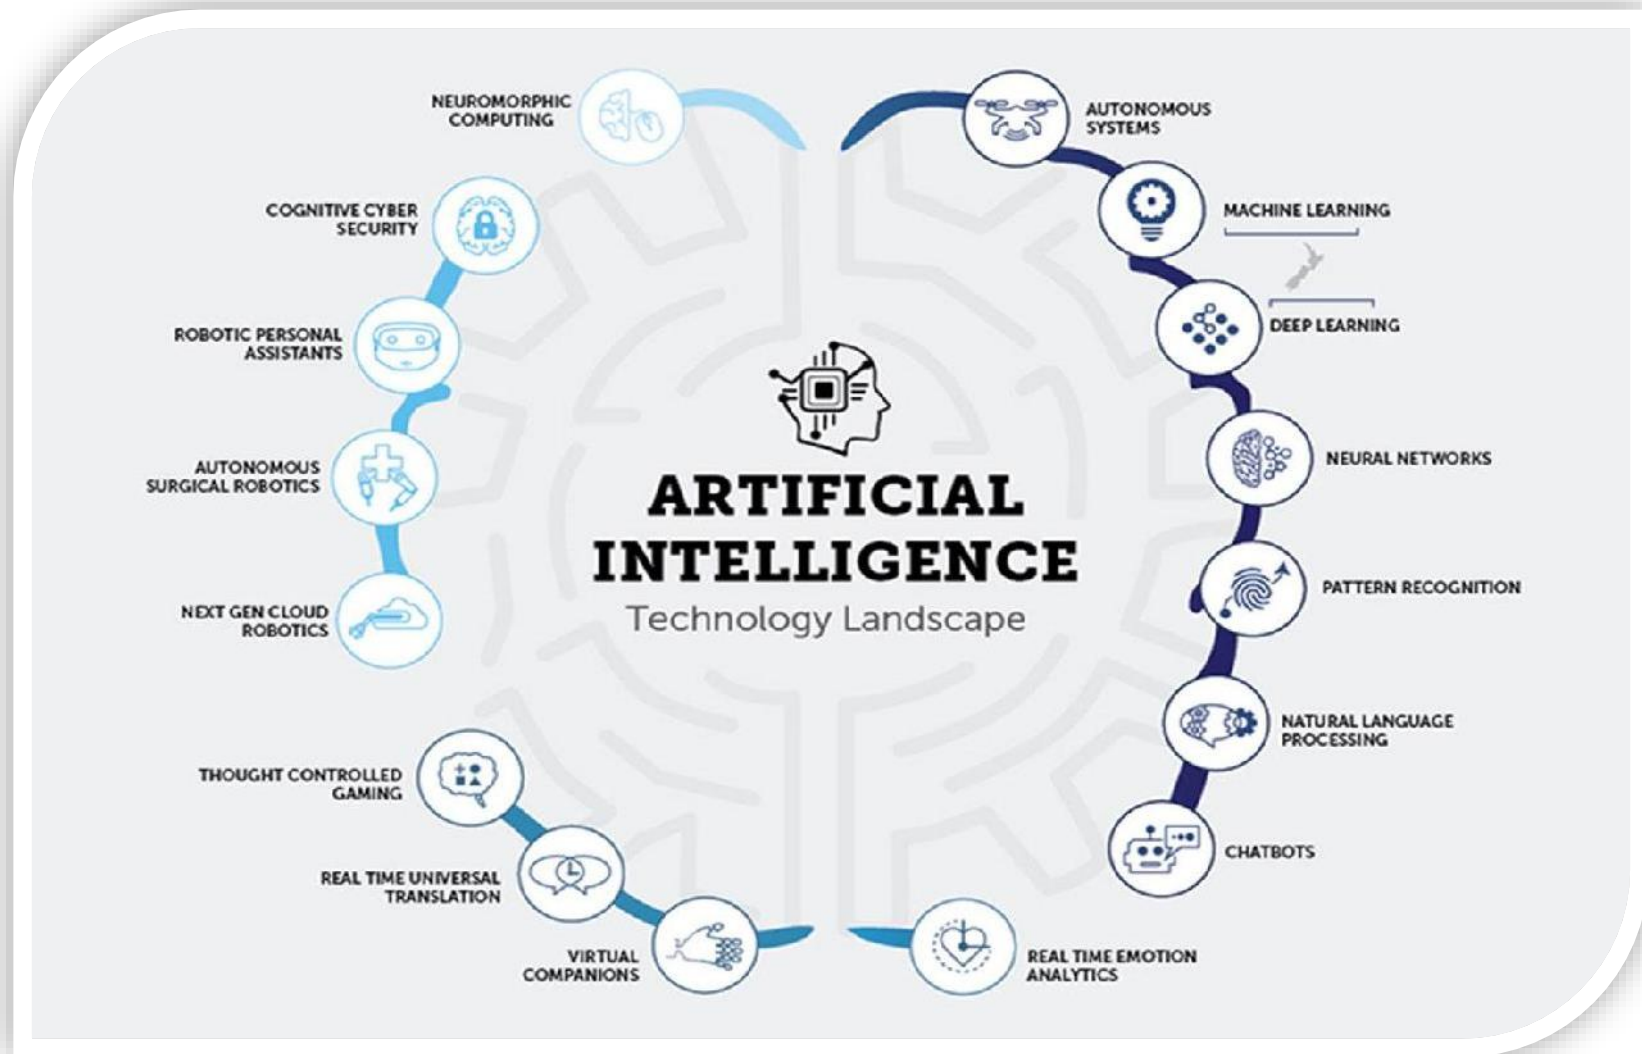 ARTIFICIAL
INTELLIGENCE
Technology Landscape
AUTONOMOUS
SYSTEMS
MACHINE LEARNING
DEEP LEARNING
NEURAL NETWORKS
PATTERN RECOGNITION
NATURAL LANGUAGE
PROCESSING
CHATBOTS
REAL TIME EMOTION
ANALYTICS
VIRTUAL
COMPANIONS
REAL TIME UNIVERSAL
TRANSLATION
THOUGHT CONTROLLED
GAMING
NEXT GEN CLOUD
ROBOTICS
AUTONOMOUS
SURGICAL ROBOTICS
ROBOTIC PERSONAL
ASSISTANTS
COGNITIVE CYBER
SECURITY
NEUROMORPHIC
COMPUTING